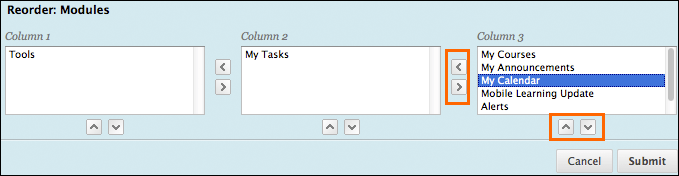 Reorder: Modules
Column 1
Column 2
Column 3
Tools
My Tasks
My Courses
My Announcements
My Calendar
Mobile Learning Update
Alerts
Cancel
Submit